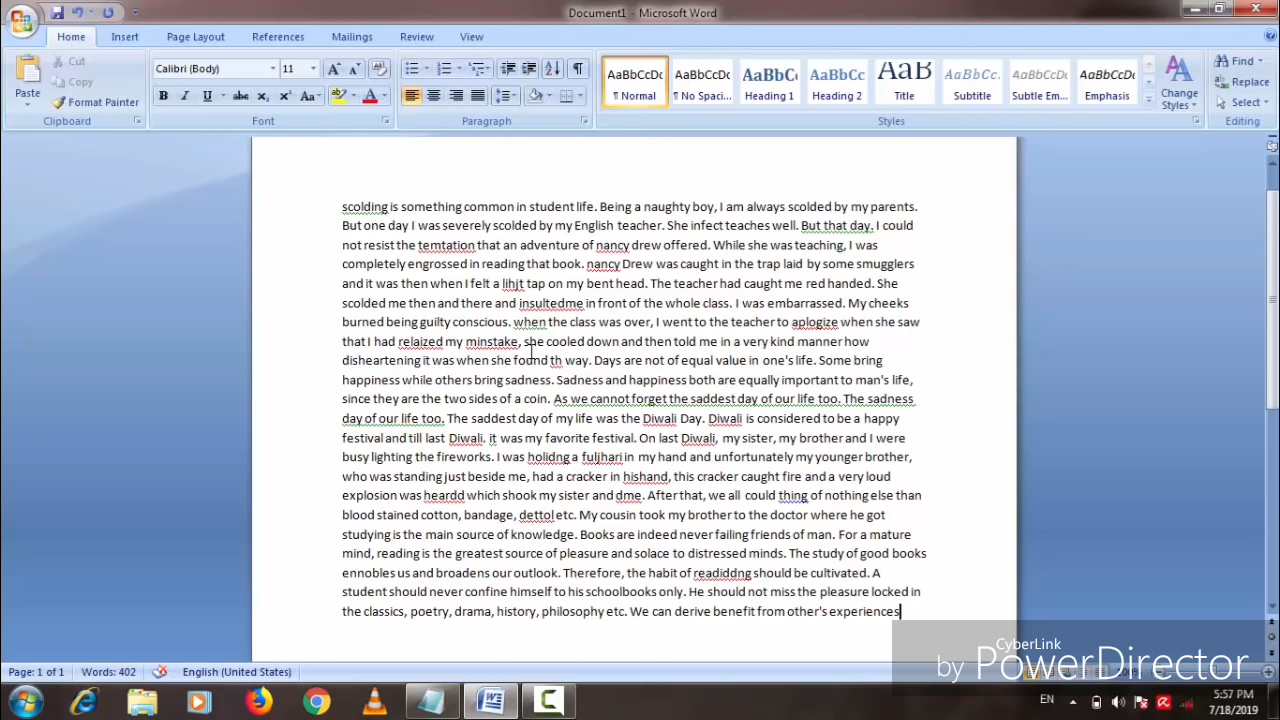 Document1 - Microsoft Word
Home Insert Page Layout References Mailings Review View
Paste
Cut
Copy
Format Painter
Clipboard
Calibri (Body) 11
Font
Paragraph
AaBbCcDc AaBbCcDc AaBbC AaBbCc AaB AaBbCc. AaBbCcDc AaBbCcDc
¶ Normal ¶ No Spaci... Heading 1 Heading 2 Title Subtitle Subtle Em... Emphasis
Change
Styles
Styles
Find
Replace
Select
Editing
scolding is something common in student life. Being a naughty boy, I am always scolded by my parents.
But one day I was severely scolded by my English teacher. She infect teaches well. But that day. I could
not resist the temtation that an adventure of nancy drew offered. While she was teaching, I was
completely engrossed in reading that book. nancy Drew was caught in the trap laid by some smugglers
and it was then when I felt a lihjt tap on my bent head. The teacher had caught me red handed. She
scolded me then and there and insultedme in front of the whole class. I was embarrassed. My cheeks
burned being guilty conscious. when the class was over, I went to the teacher to aplogize when she saw
that I had relaized my minstake, she cooled down and then told me in a very kind manner how
disheartening it was when she found th way. Days are not of equal value in one's life. Some bring
happiness while others bring sadness. Sadness and happiness both are equally important to man's life,
since they are the two sides of a coin. As we cannot forget the saddest day of our life too. The sadness
day of our life too. The saddest day of my life was the Diwali Day. Diwali is considered to be a happy
festival and till last Diwali. it was my favorite festival. On last Diwali, my sister, my brother and I were
busy lighting the fireworks. I was holidng a fuljhari in my hand and unfortunately my younger brother,
who was standing just beside me, had a cracker in hishand, this cracker caught fire and a very loud
explosion was heardd which shook my sister and dme. After that, we all could thing of nothing else than
blood stained cotton, bandage, dettol etc. My cousin took my brother to the doctor where he got
studying is the main source of knowledge. Books are indeed never failing friends of man. For a mature
mind, reading is the greatest source of pleasure and solace to distressed minds. The study of good books
ennobles us and broadens our outlook. Therefore, the habit of readiddng should be cultivated. A
student should never confine himself to his schoolbooks only. He should not miss the pleasure locked in
the classics, poetry, drama, history, philosophy etc. We can derive benefit from other's experiences
CyberLink
by PowerDirector
Page: 1 of 1 Words: 402 English (United States)
EN
5:57 PM
7/18/2019